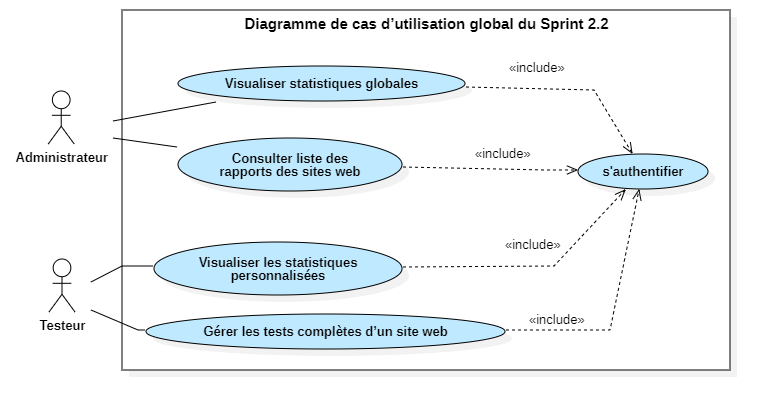 Diagramme de cas d’utilisation global du Sprint 2.2
«include»
Visualiser statistiques globales
Administrateur
«include»
Consulter liste des
rapports des sites web
s’authentifier
«include»
Visualiser les statistiques
personnalisées
Testeur
«include»
Gérer les tests complètes d’un site web